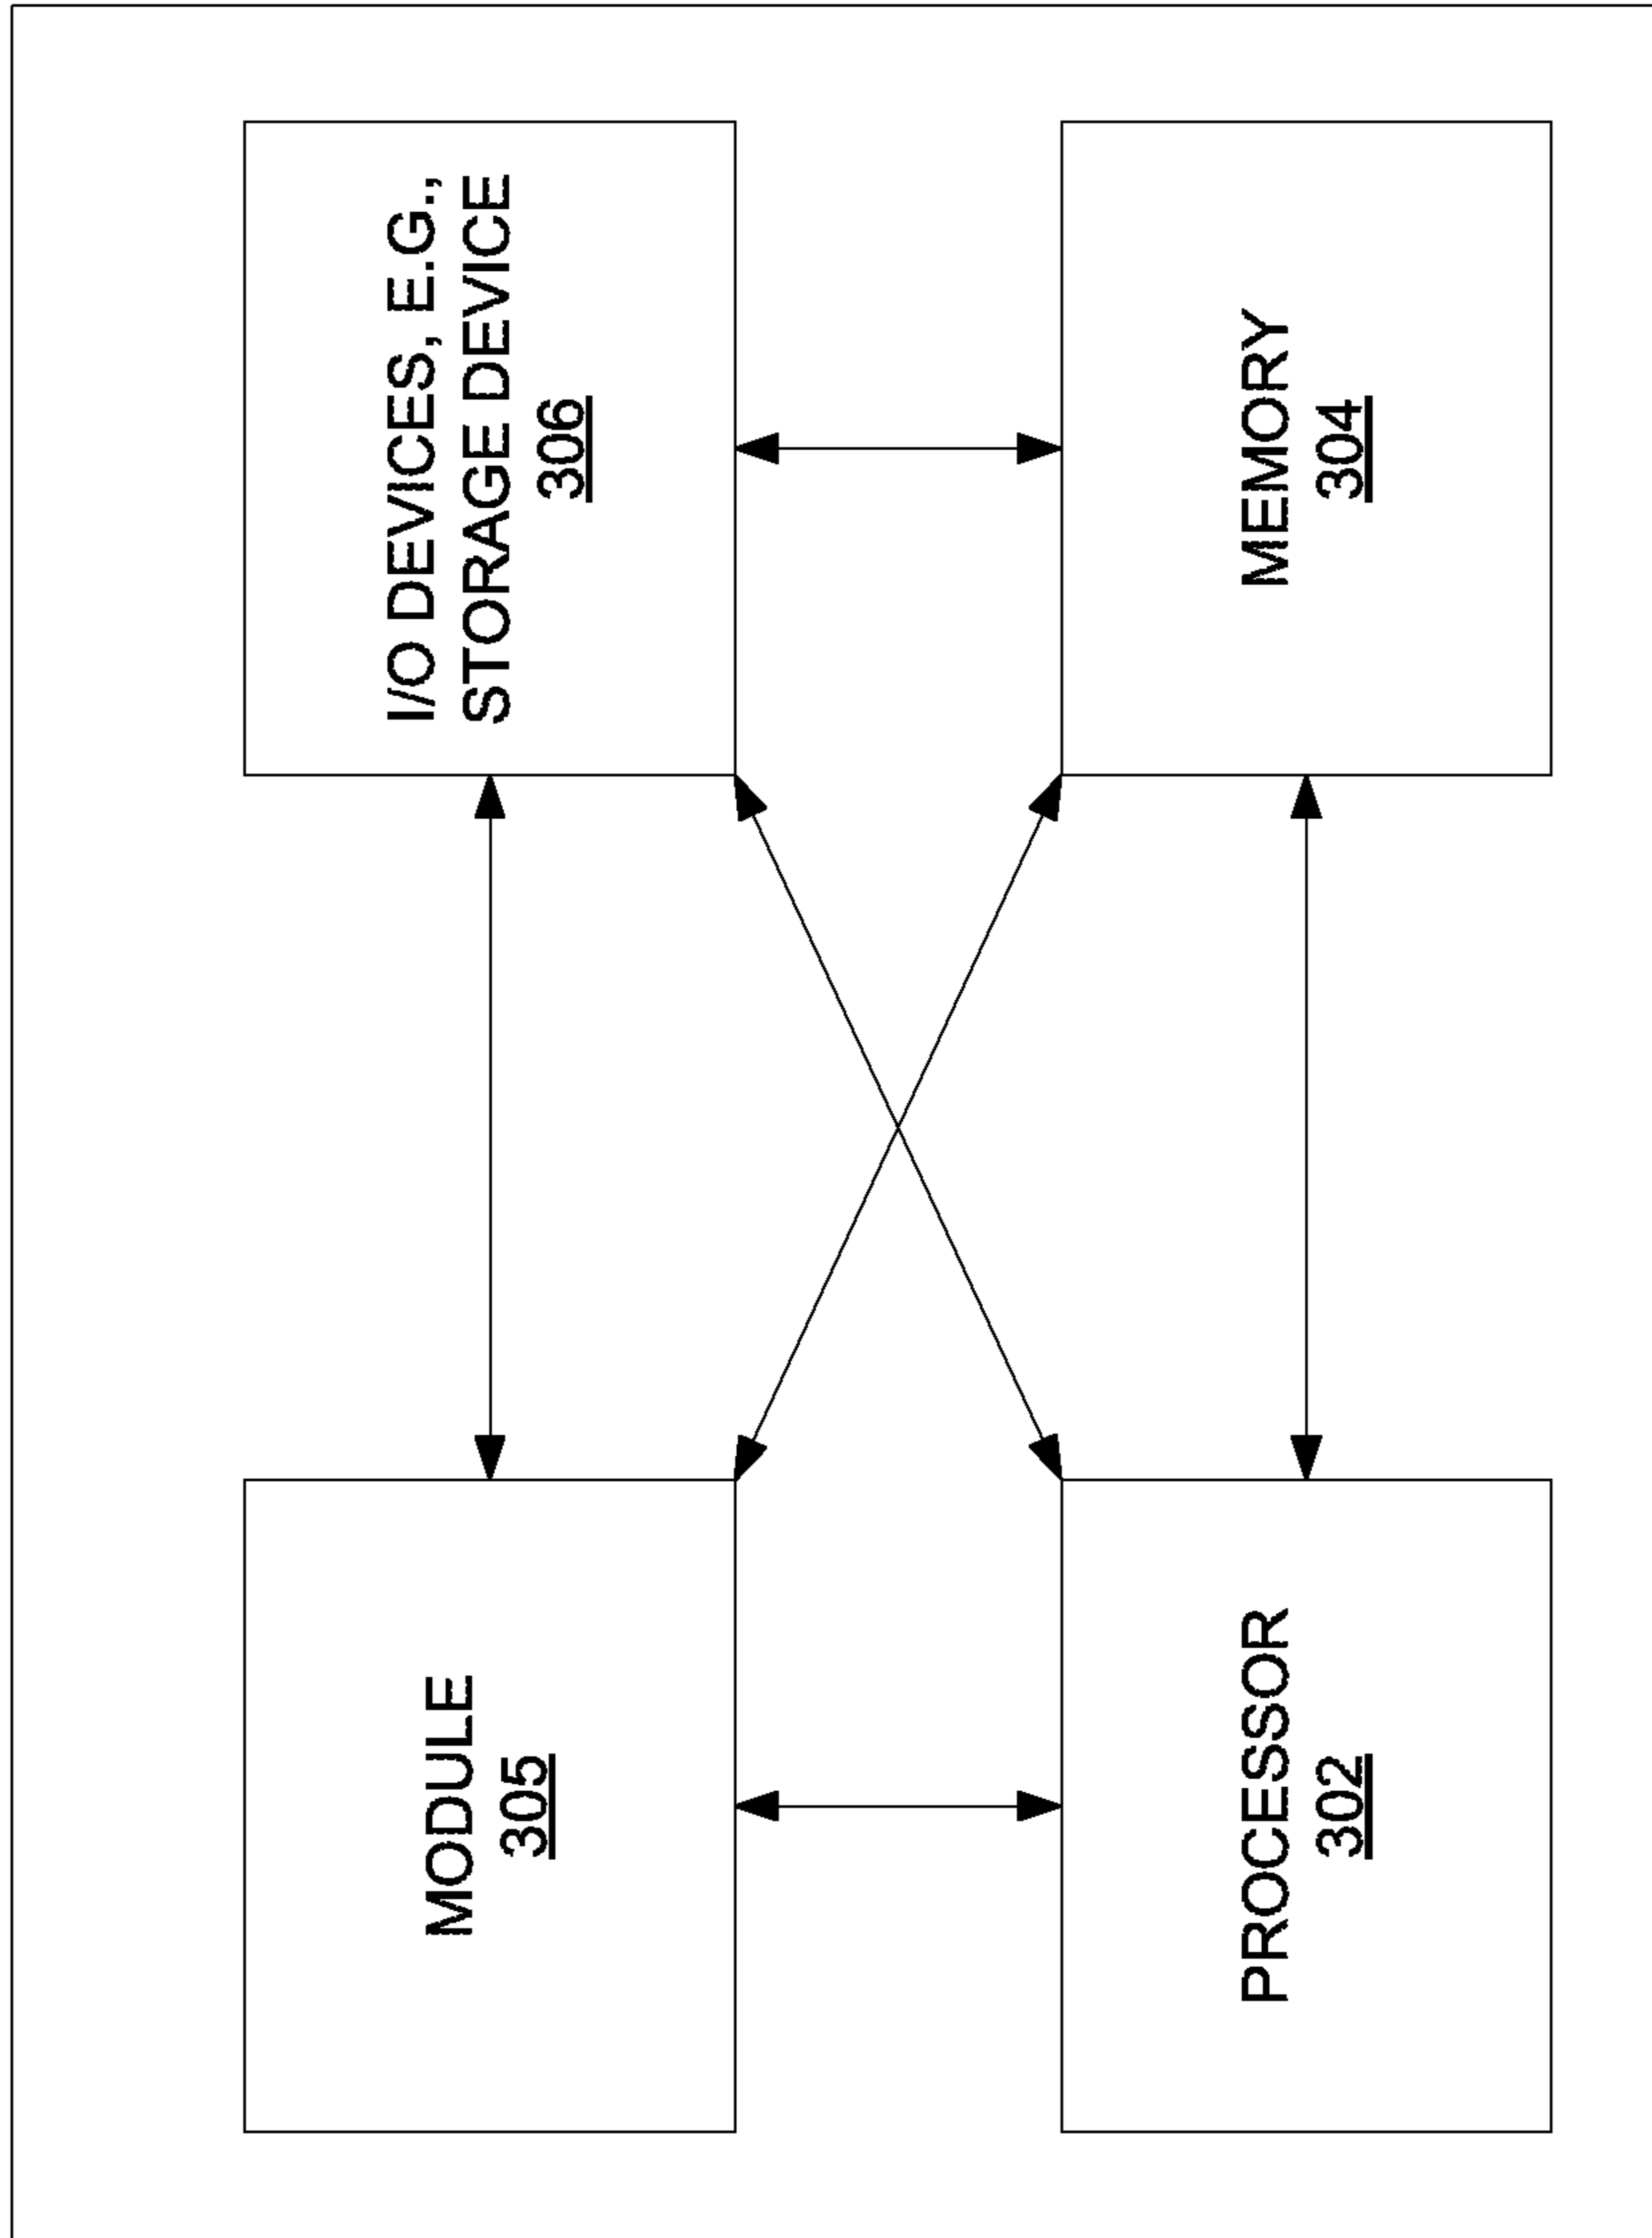 MODULE
305
I/O DEVICES, E.G.,
STORAGE DEVICE
306
PROCESSOR
302
MEMORY
304